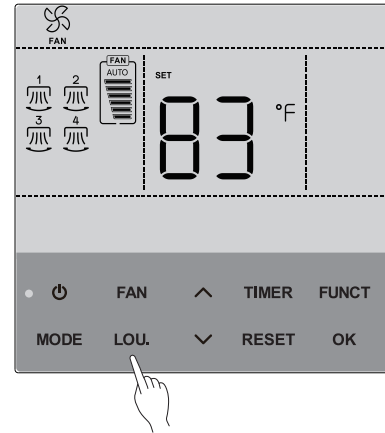 FAN
FAN
AUTO
SET
1 2
83 °F
3 4
FAN TIMER FUNCT
MODE LOU. RESET OK